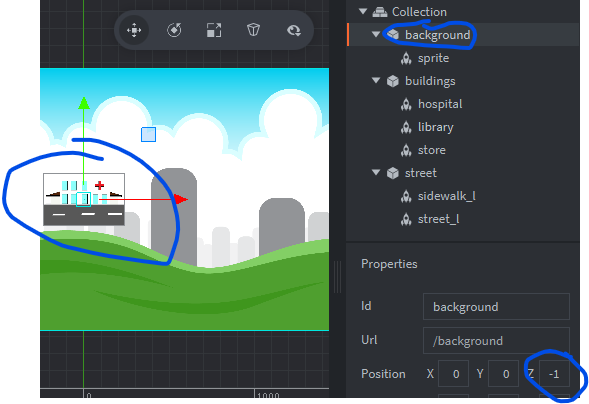 Collection
background
sprite
buildings
hospital
library
store
street
sidewalk_l
street_l
Properties
Id background
Url /background
Position X 0 Y 0 Z -1
0 1000